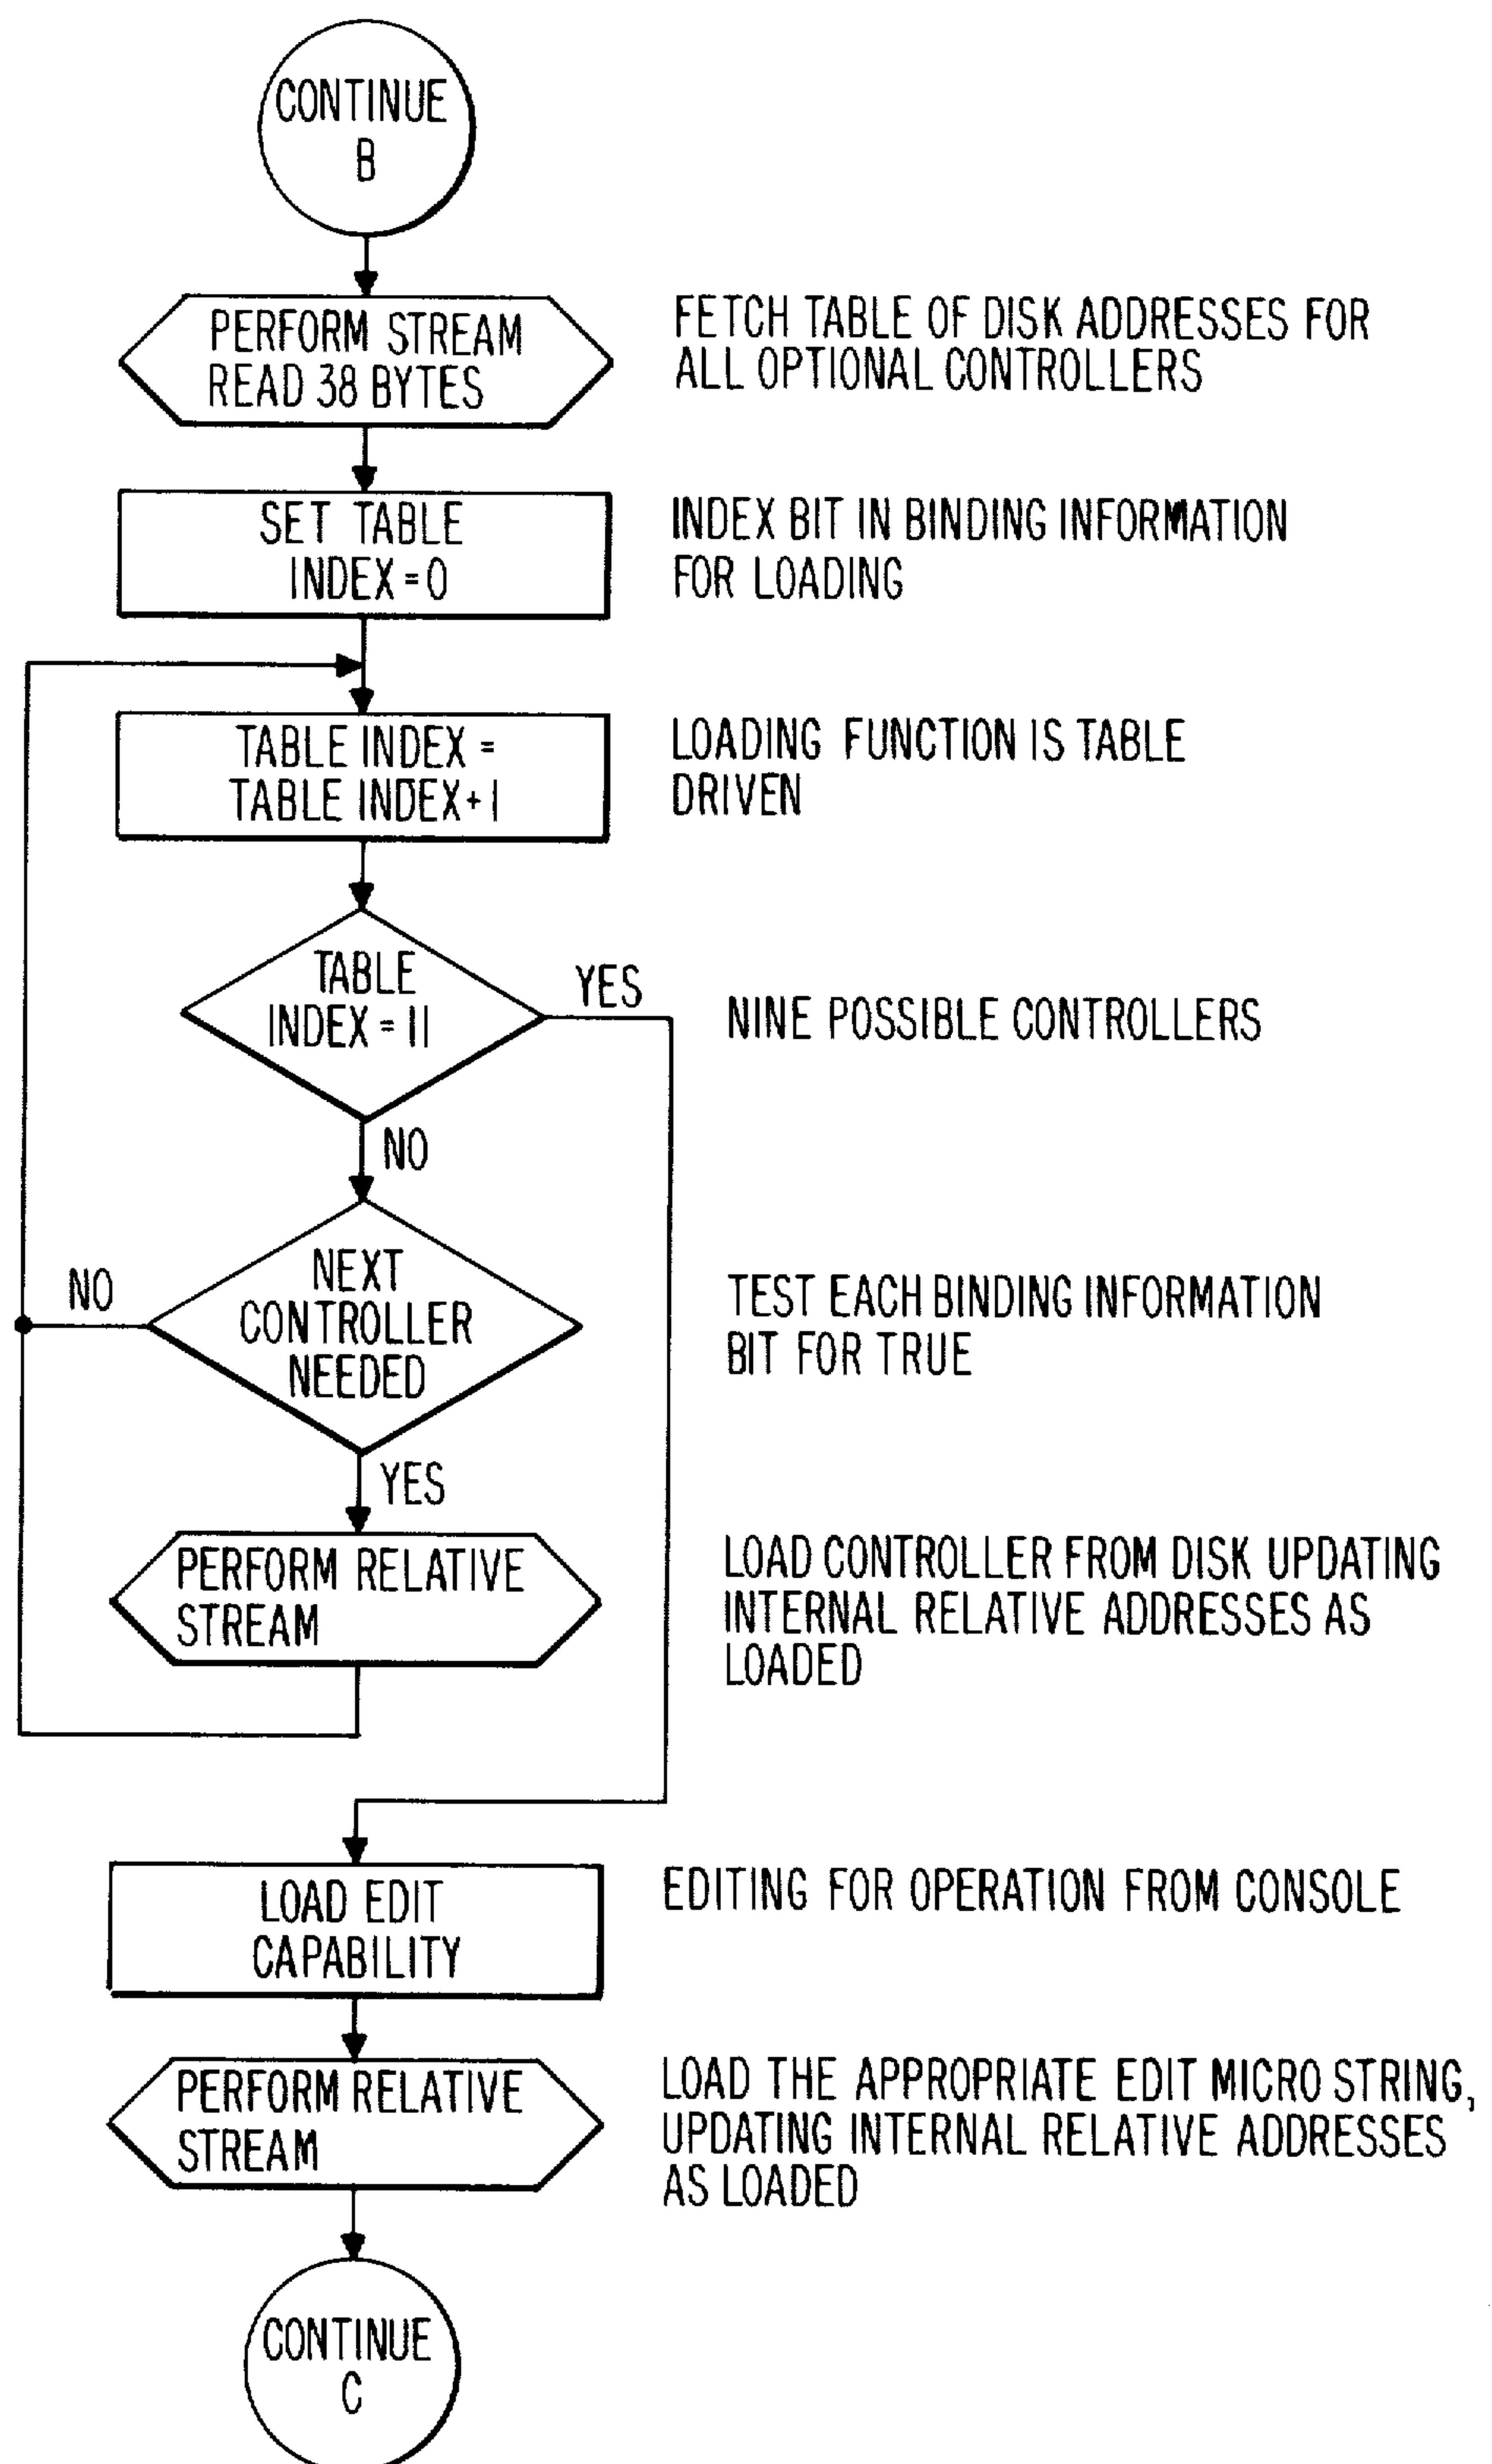 CONTINUE
B
PERFORM STREAM
READ 38 BYTES
FETCH TABLE OF DISK ADDRESSES FOR
ALL OPTIONAL CONTROLLERS
SET TABLE
INDEX = 0
INDEX BIT IN BINDING INFORMATION
FOR LOADING
TABLE INDEX =
TABLE INDEX + 1
LOADING FUNCTION IS TABLE
DRIVEN
TABLE
INDEX = 11
YES
NINE POSSIBLE CONTROLLERS
NO
NEXT
CONTROLLER
NEEDED
NO
TEST EACH BINDING INFORMATION
BIT FOR TRUE
YES
PERFORM RELATIVE
STREAM
LOAD CONTROLLER FROM DISK UPDATING
INTERNAL RELATIVE ADDRESSES AS
LOADED
LOAD EDIT
CAPABILITY
EDITING FOR OPERATION FROM CONSOLE
PERFORM RELATIVE
STREAM
LOAD THE APPROPRIATE EDIT MICRO STRING,
UPDATING INTERNAL RELATIVE ADDRESSES
AS LOADED
CONTINUE
C